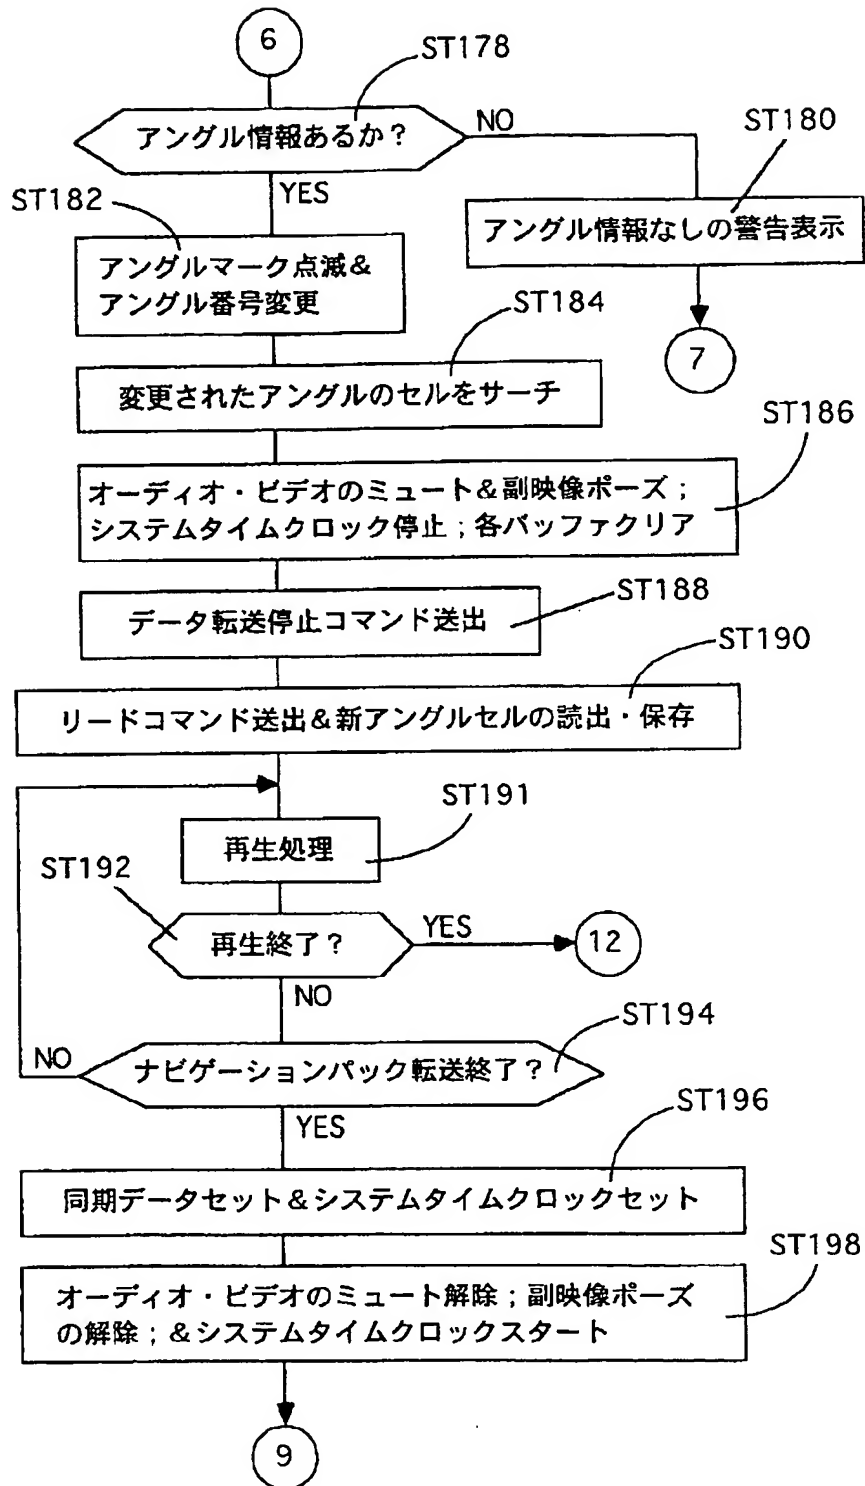 6
ST178
アングル情報あるか？
NO
ST180
YES
ST182
アングル情報なしの警告表示
アングルマーク点滅＆
アングル番号変更
ST184
7
変更されたアングルのセルをサーチ
ST186
オーディオ・ビデオのミュート＆副映像ポーズ；
システムタイムクロック停止；各バッファクリア
ST188
データ転送停止コマンド送出
ST190
リードコマンド送出＆新アングルセルの読出・保存
ST191
再生処理
ST192
再生終了？
YES
12
NO
ST194
NO
ナビゲーションパック転送終了？
YES
ST196
同期データセット＆システムタイムクロックセット
ST198
オーディオ・ビデオのミュート解除；副映像ポーズ
の解除；＆システムタイムクロックスタート
9